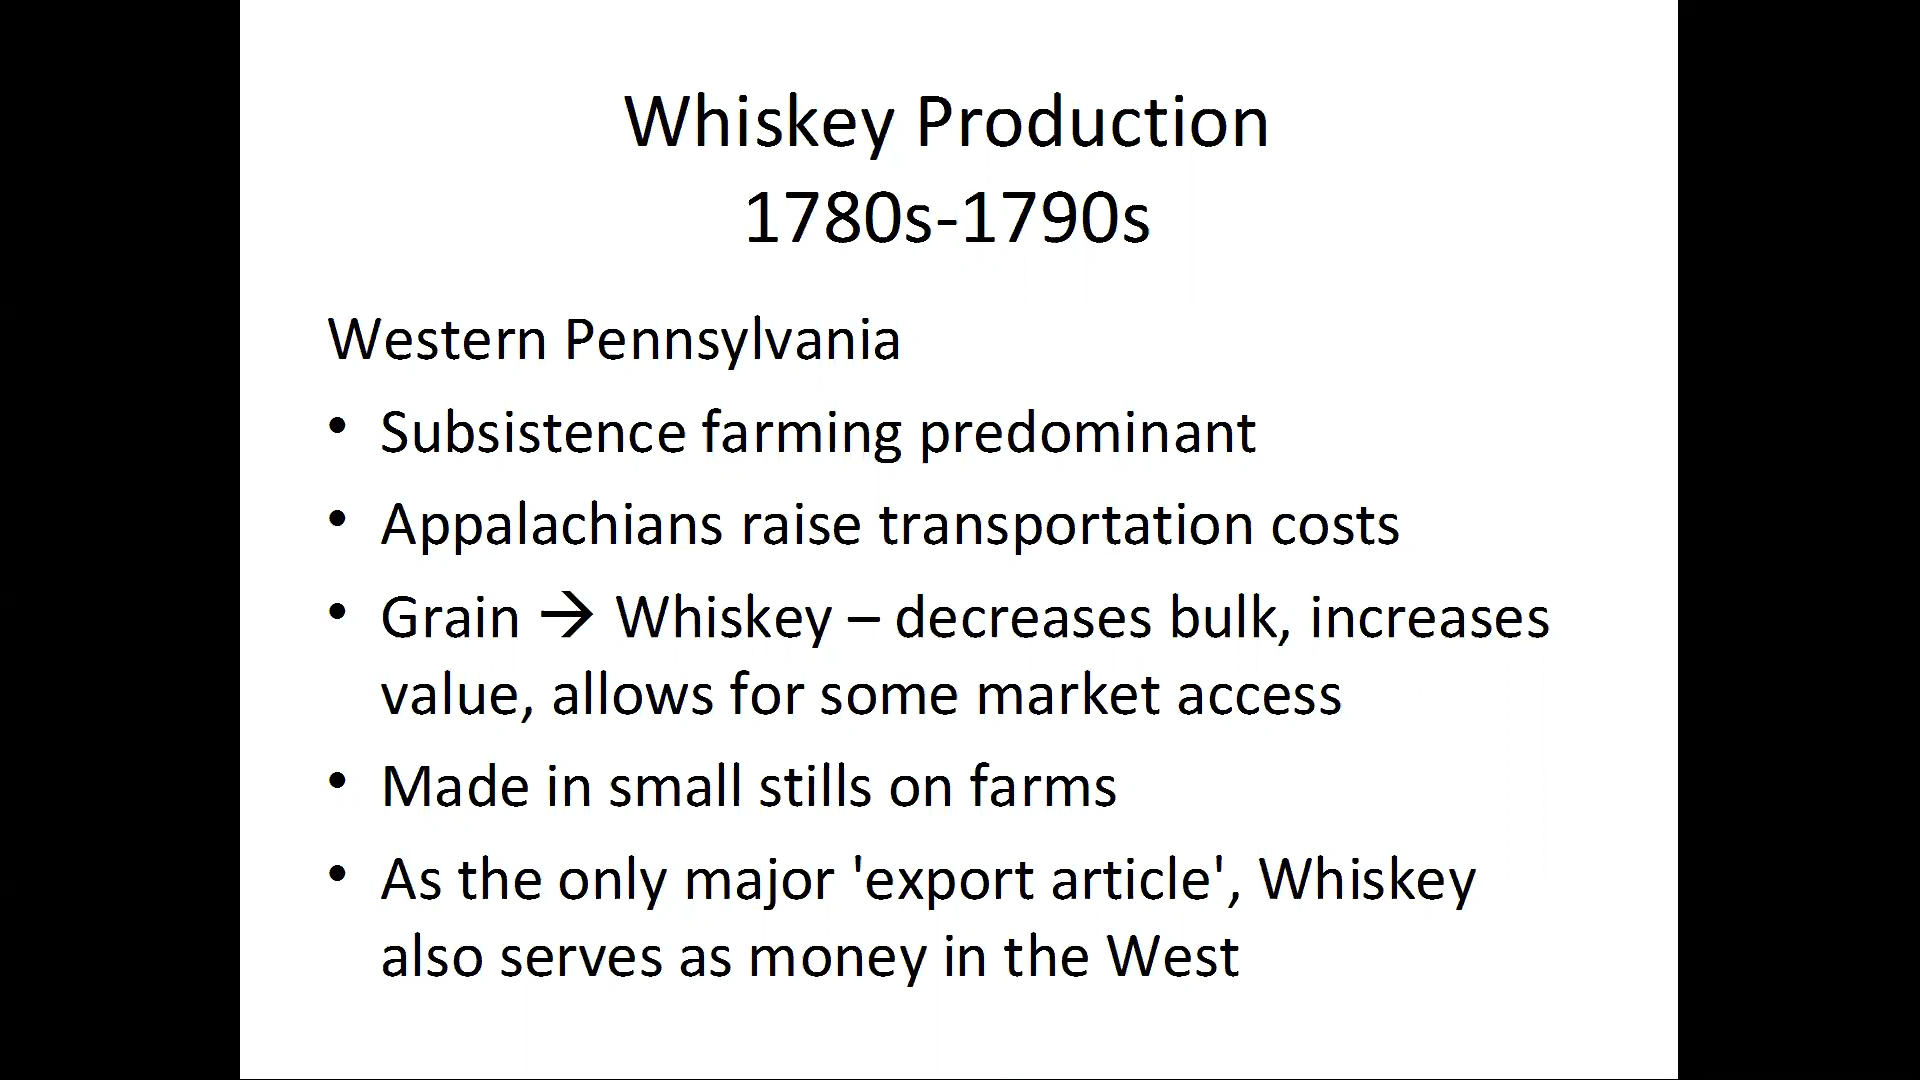 Whiskey Production
1780s-1790s
Western Pennsylvania
• Subsistence farming predominant
• Appalachians raise transportation costs
• Grain → Whiskey – decreases bulk, increases
value, allows for some market access
• Made in small stills on farms
• As the only major 'export article', Whiskey
also serves as money in the West